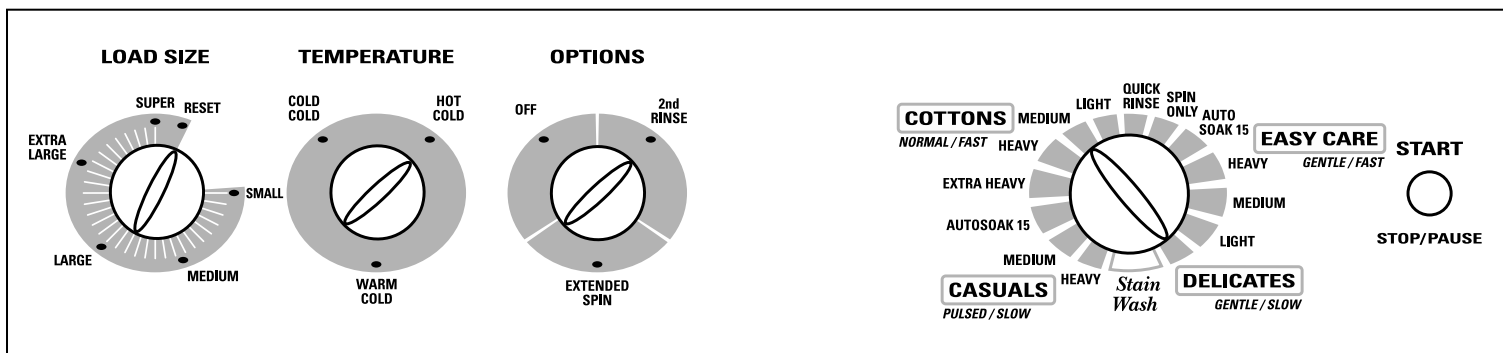 LOAD SIZE
SUPER
RESET
EXTRA
LARGE
SMALL
LARGE
MEDIUM
TEMPERATURE
COLD
COLD
HOT
COLD
WARM
COLD
OPTIONS
OFF
2nd
RINSE
EXTENDED
SPIN
COTTONS
NORMAL / FAST
MEDIUM
LIGHT
QUICK
RINSE
SPIN
ONLY
AUTO
SOAK 15
EASY CARE
GENTLE / FAST
HEAVY
EXTRA HEAVY
AUTOSOAK 15
MEDIUM
HEAVY
CASUALS
PULSED / SLOW
Stain
Wash
HEAVY
MEDIUM
LIGHT
DELICATES
GENTLE / SLOW
START
STOP/PAUSE